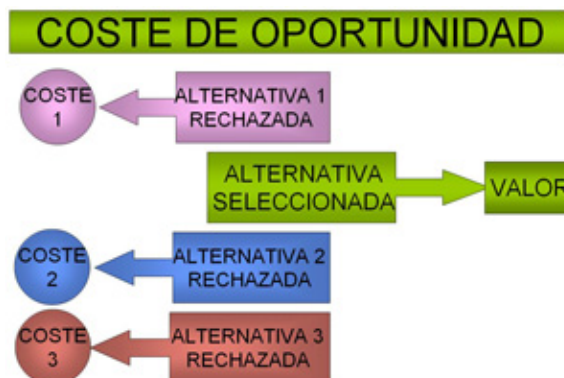 COSTE DE OPORTUNIDAD
COSTE
1
ALTERNATIVA 1
RECHAZADA
ALTERNATIVA
SELECCIONADA
VALOR
COSTE
2
ALTERNATIVA 2
RECHAZADA
COSTE
3
ALTERNATIVA 3
RECHAZADA